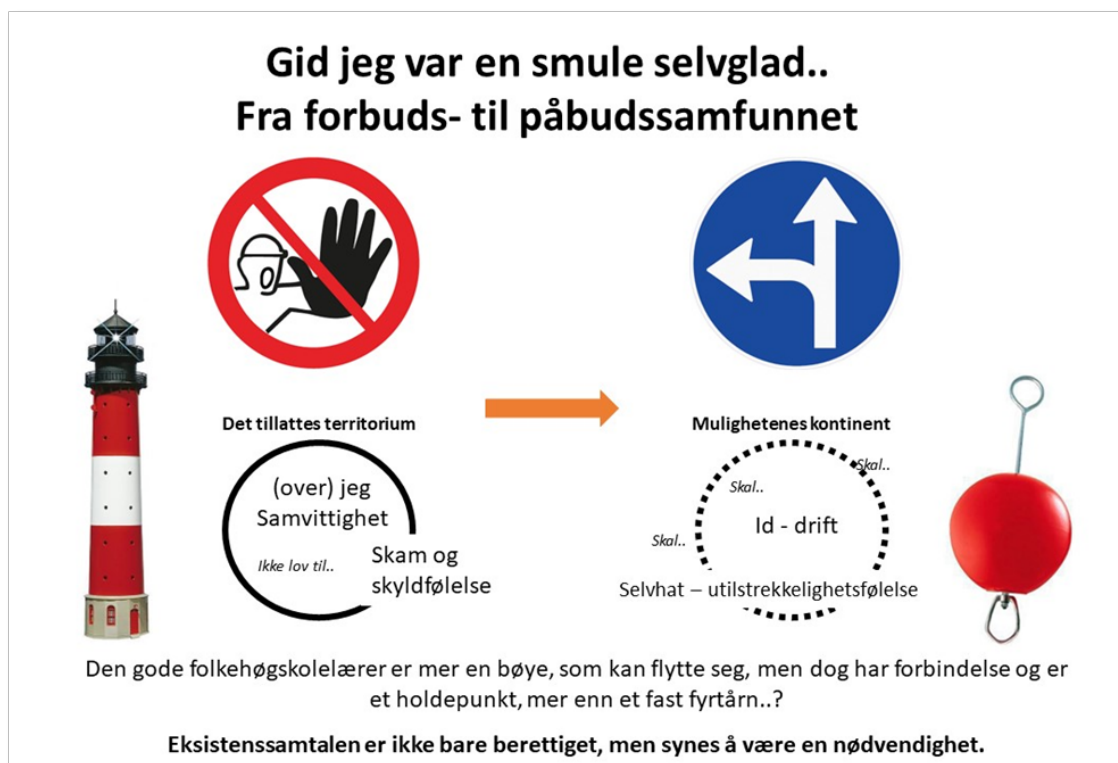 Gid jeg var en smule selvglad..
Fra forbuds- til påbudssamfunnet
Det tillattes territorium
(over) jeg
Samvittighet
Ikke lov til..
Skam og
skyldfølelse
Mulighetenes kontinent
Skal..
Skal..
Id - drift
Skal..
Selvhat – utilstrekkelighetsfølelse
Den gode folkehøgskolelærer er mer en bøye, som kan flytte seg, men dog har forbindelse og er
et holdepunkt, mer enn et fast fyrtårn..?
Eksistenssamtalen er ikke bare berettiget, men synes å være en nødvendighet.